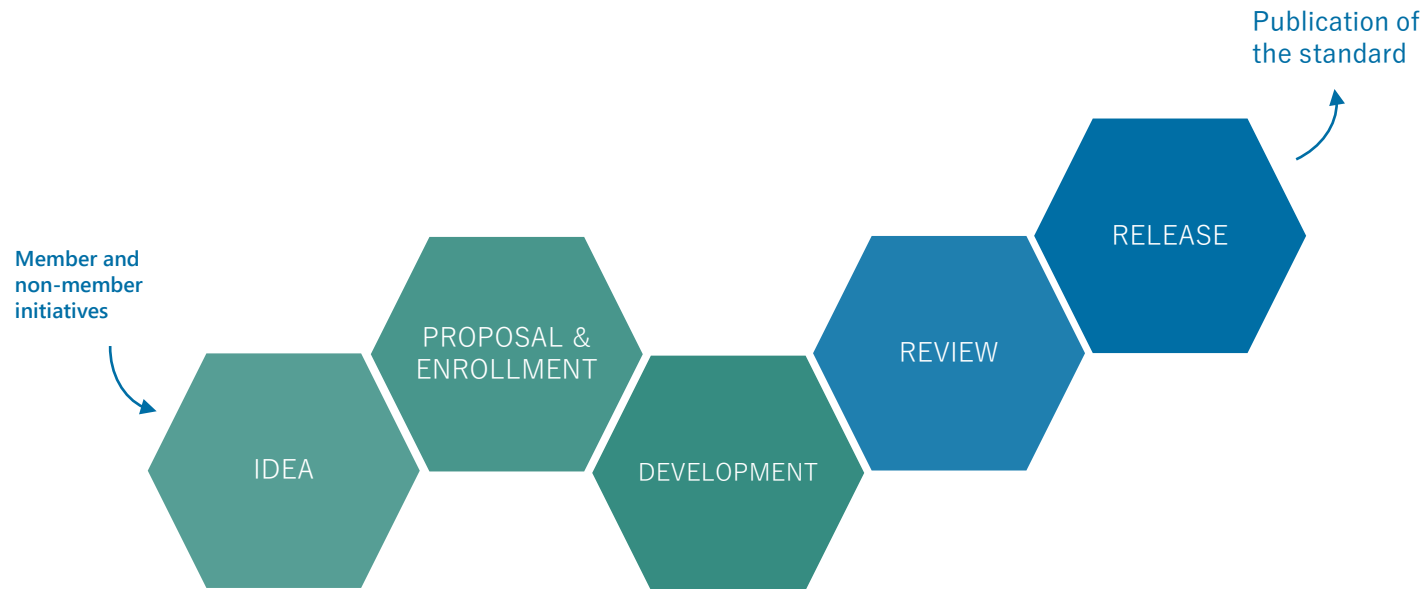 Member and
non-member
initiatives
IDEA
PROPOSAL &
ENROLLMENT
DEVELOPMENT
REVIEW
RELEASE
Publication of
the standard